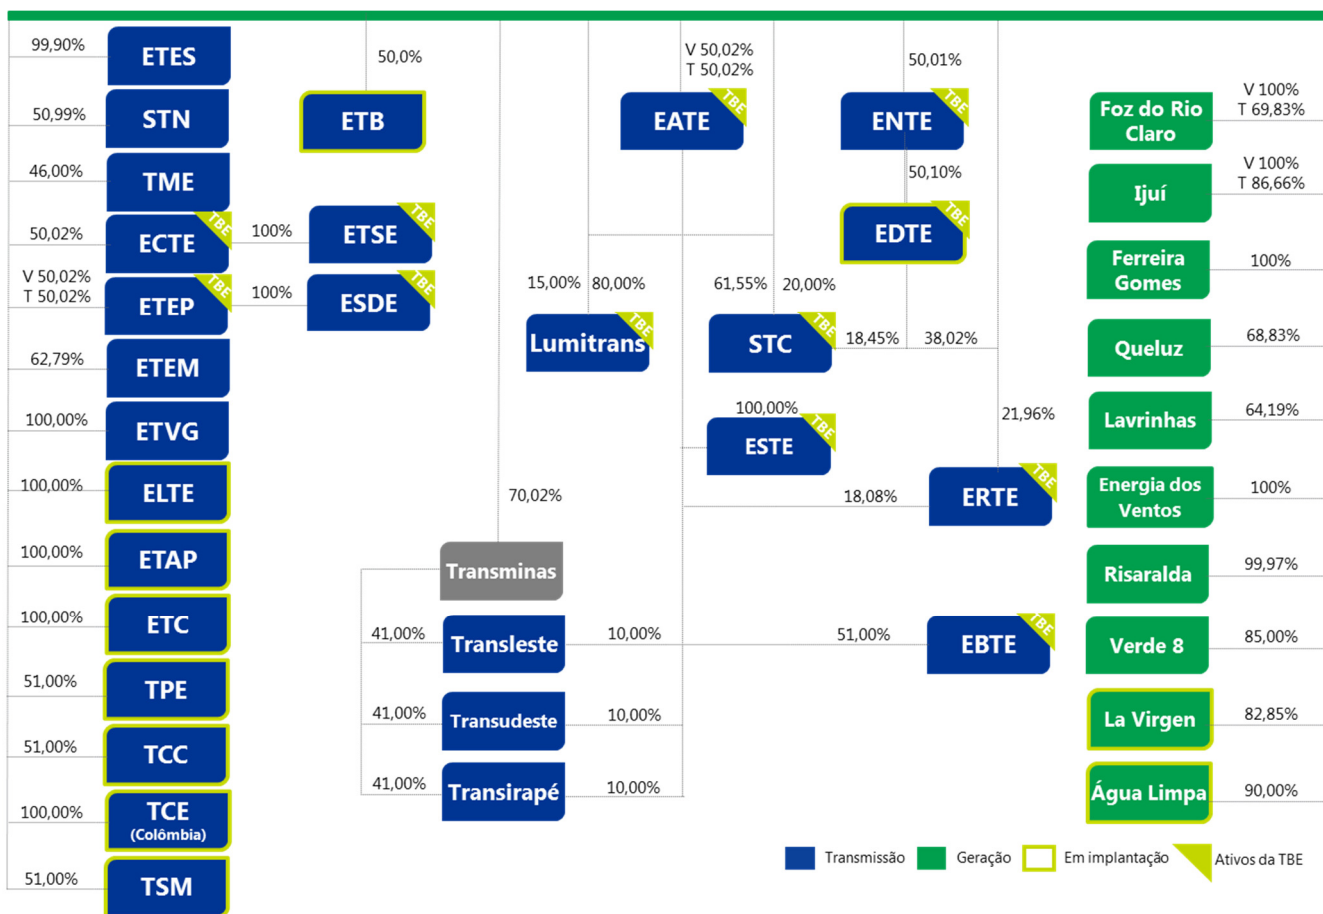 99,90%
ETES
50,99%
STN
46,00%
TME
50,02%
ECTE
TBE
100%
ETSE
TBE
V 50,02%
T 50,02%
ETEP
TBE
100%
ESDE
TBE
62,79%
ETEM
100,00%
ETVG
100,00%
ELTE
100,00%
ETAP
100,00%
ETC
51,00%
TPE
51,00%
TCC
100,00%
TCE
(Colômbia)
51,00%
TSM
50,0%
ETB
V 50,02%
T 50,02%
EATE
TBE
50,01%
ENTE
TBE
50,10%
EDTE
TBE
15,00%
80,00%
Lumitrans
TBE
61,55%
20,00%
STC
TBE
18,45%
38,02%
100,00%
ESTE
TBE
21,96%
18,08%
ERTE
TBE
70,02%
Transminas
41,00%
Transleste
10,00%
51,00%
EBTE
TBE
41,00%
Transudeste
10,00%
41,00%
Transirapé
10,00%
Foz do Rio
Claro
V 100%
T 69,83%
Ijuí
V 100%
T 86,66%
Ferreira
Gomes
100%
Queluz
68,83%
Lavrinhas
64,19%
Energia dos
Ventos
100%
Risaralda
99,97%
Verde 8
85,00%
La Virgen
82,85%
Água Limpa
90,00%
Transmissão
Geração
Em implantação
Ativos da TBE